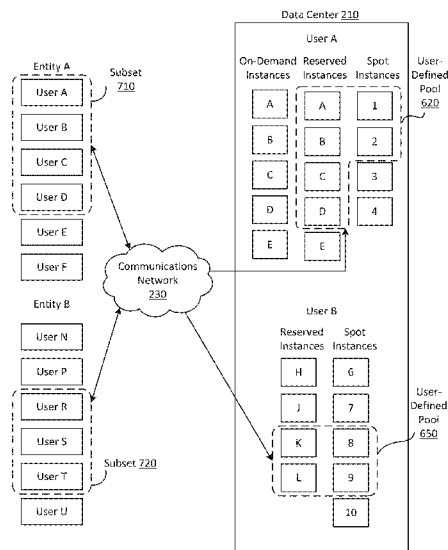 Data Center 210
Entity A
Subset
710
User A
User B
User C
User D
User E
User F
Entity B
User N
User P
User R
User S
User T
User U
Subset 720
Communications
Network
230
User A
On-Demand
Instances
Reserved
Instances
Spot
Instances
A
B
C
D
E
A
B
C
D
E
1
2
3
4
User-
Defined
Pool
620
User B
Reserved
Instances
Spot
Instances
H
J
K
L
6
7
8
9
10
User-
Defined
Pool
650